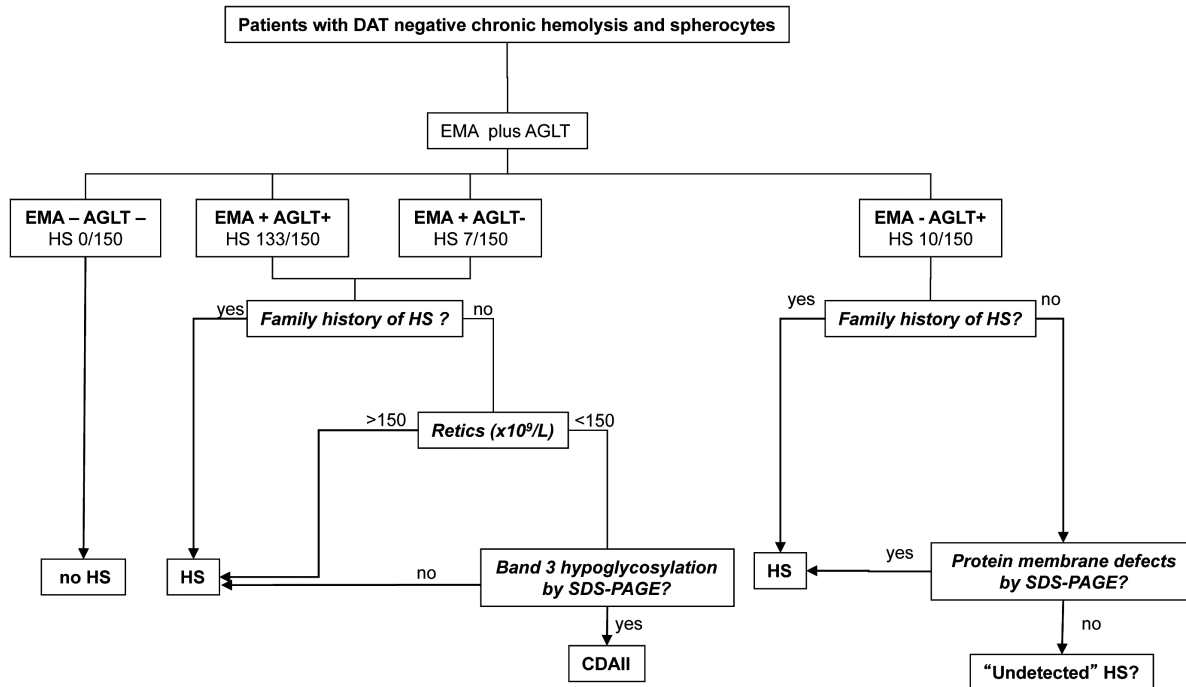 Patients with DAT negative chronic hemolysis and spherocytes
EMA plus AGLT
EMA – AGLT –
HS 0/150
EMA + AGLT+
HS 133/150
EMA + AGLT-
HS 7/150
EMA - AGLT+
HS 10/150
yes
Family history of HS ?
no
yes
Family history of HS?
no
>150
Retics (x10⁹/L)
<150
no HS
HS
no
Band 3 hypoglycosylation
by SDS-PAGE?
HS
yes
Protein membrane defects
by SDS-PAGE?
yes
no
CDAII
“Undetected” HS?